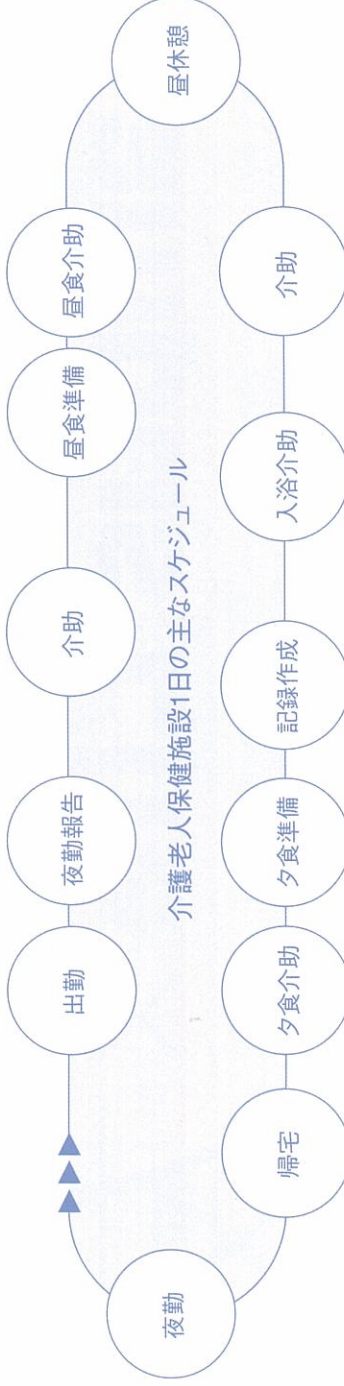 介護老人保健施設1日の主なスケジュール
出勤
夜勤報告
介助
昼食準備
昼食介助
昼休憩
介助
入浴介助
記録作成
夕食準備
夕食介助
帰宅
夜勤